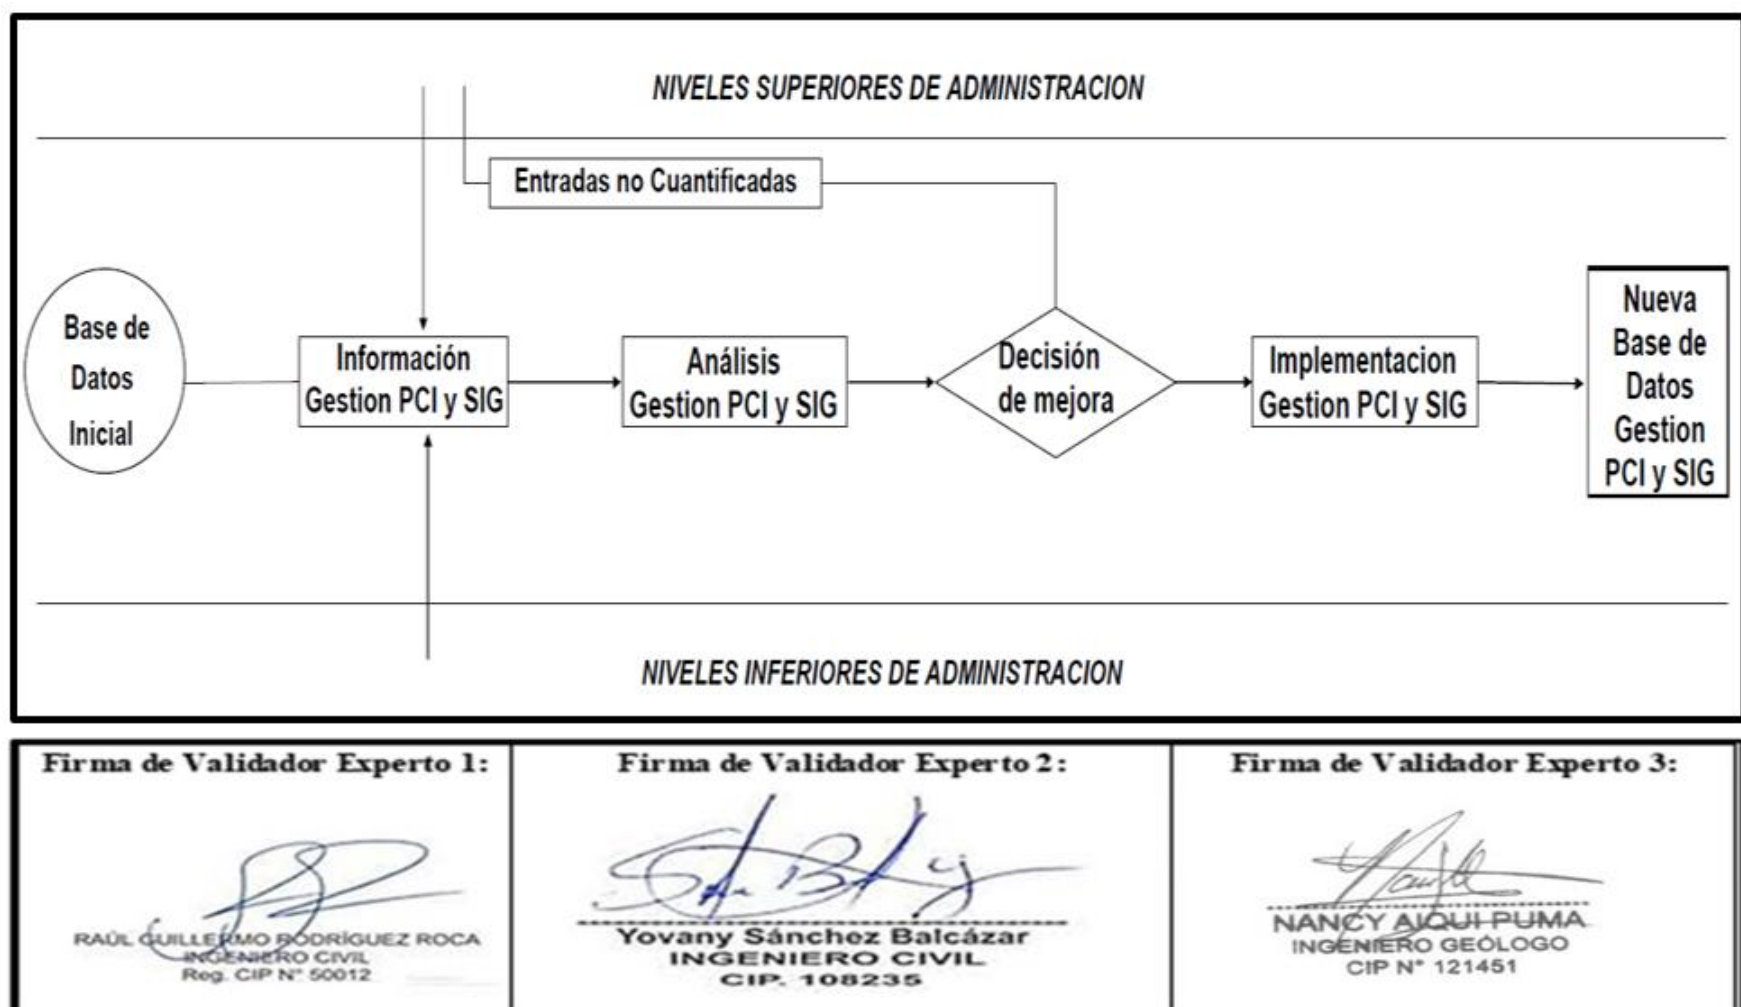 NIVELES SUPERIORES DE ADMINISTRACION
Entradas no Cuantificadas
Base de
Datos
Inicial
Información
Gestion PCI y SIG
Análisis
Gestion PCI y SIG
Decisión
de mejora
Implementacion
Gestion PCI y SIG
Nueva
Base de
Datos
Gestion
PCI y SIG
NIVELES INFERIORES DE ADMINISTRACION
Firma de Validador Experto 1:
RAÚL GUILLERMO RODRÍGUEZ ROCA
INGENIERO CIVIL
Reg. CIP N° 50012
Firma de Validador Experto 2:
Yovany Sánchez Balcázar
INGENIERO CIVIL
CIP. 108235
Firma de Validador Experto 3:
NANCY AIQUI PUMA
INGENIERO GEÓLOGO
CIP N° 121451